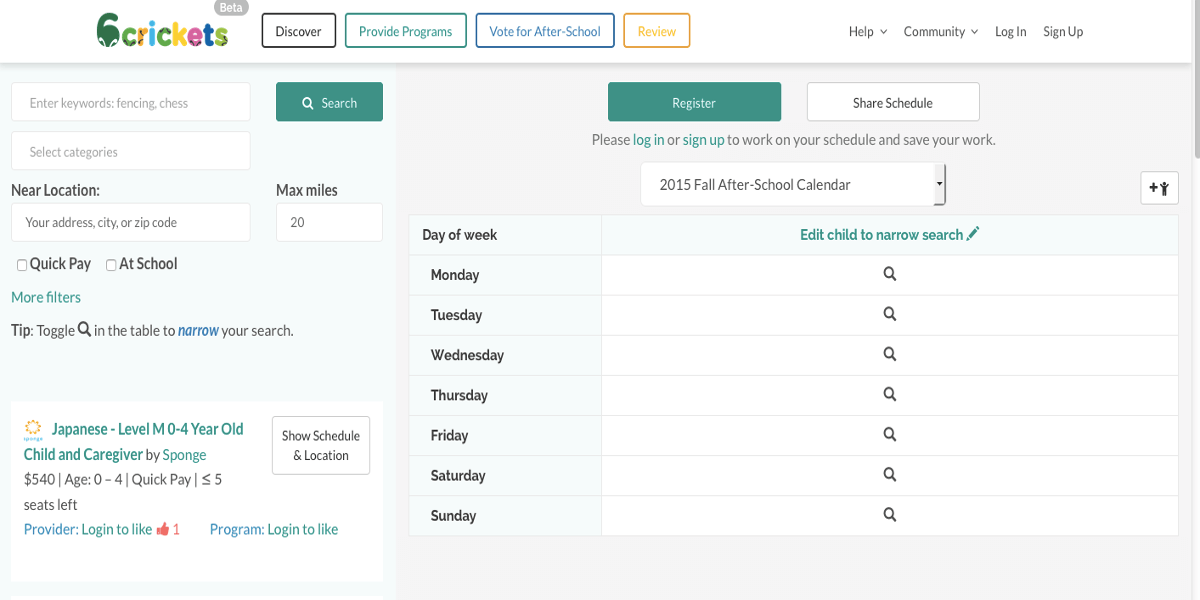 Beta
6crickets
Discover
Provide Programs
Vote for After-School
Review
Help
Community
Log In
Sign Up
Enter keywords: fencing, chess
Search
Select categories
Near Location:
Max miles
Your address, city, or zip code
20
Quick Pay
At School
More filters
Tip: Toggle in the table to narrow your search.
sponge
Japanese - Level M 0-4 Year Old
Child and Caregiver by Sponge
$540 | Age: 0 – 4 | Quick Pay | ≤ 5
seats left
Provider: Login to like 1
Program: Login to like
Show Schedule
& Location
Register
Share Schedule
Please log in or sign up to work on your schedule and save your work.
2015 Fall After-School Calendar
+
Day of week
Edit child to narrow search
Monday
Tuesday
Wednesday
Thursday
Friday
Saturday
Sunday